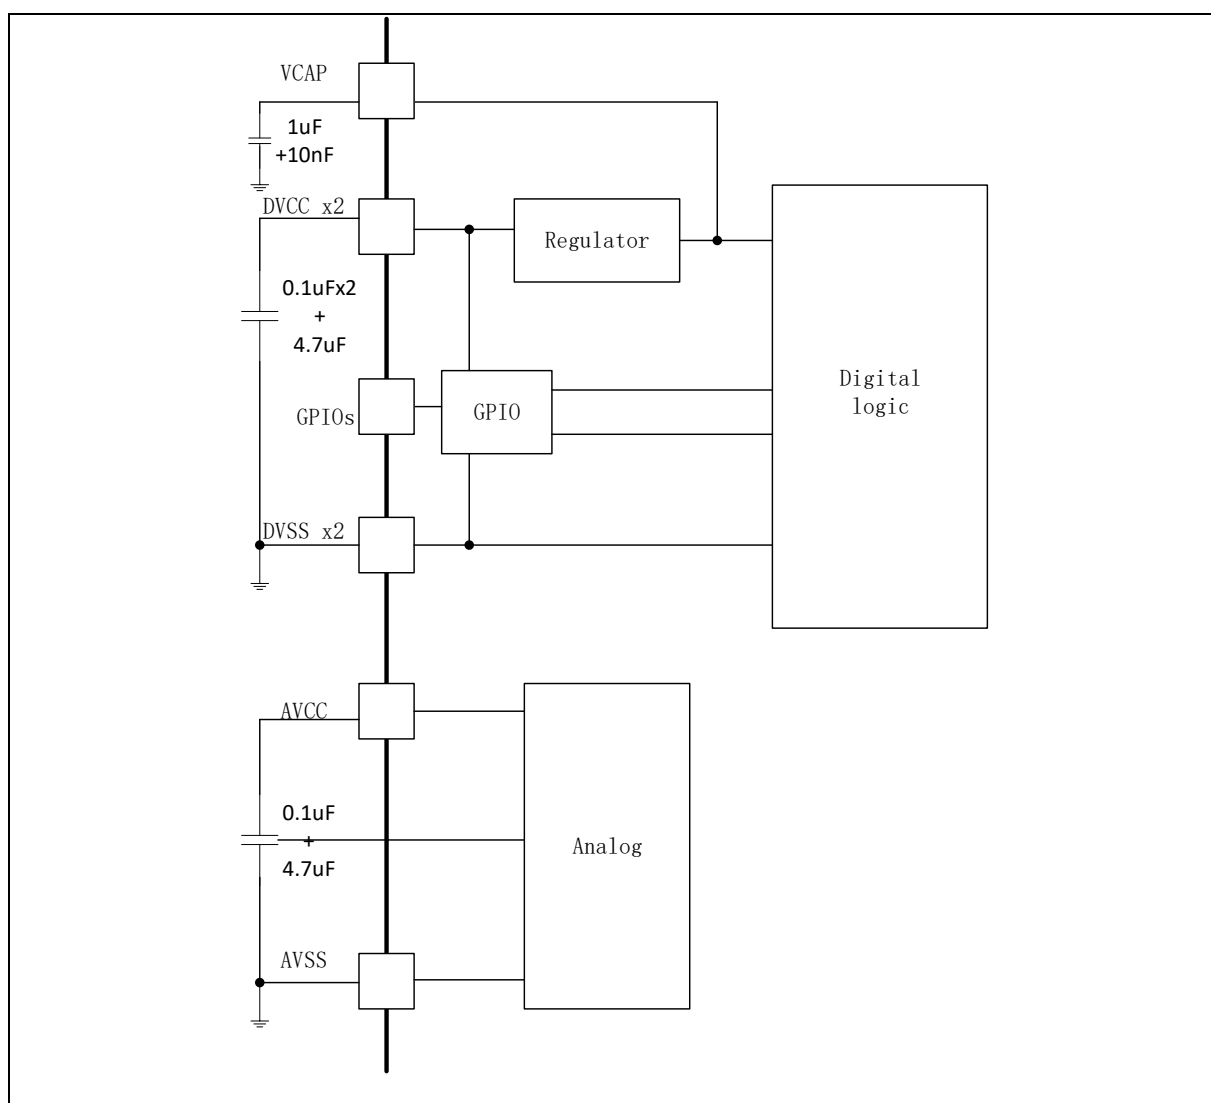 VCAP
1uF
+10nF
DVCC x2
Regulator
0.1uFx2
+
4.7uF
Digital
logic
GPIOs
GPIO
DVSS x2
AVCC
0.1uF
+
4.7uF
Analog
AVSS